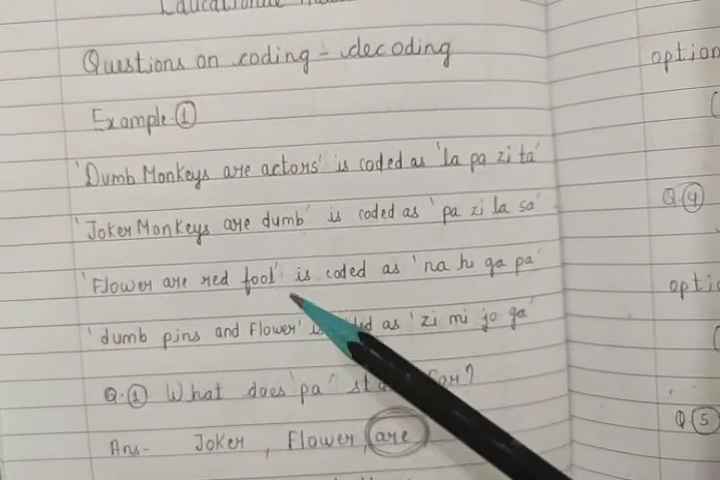 Questions on coding - decoding
Example-①
'Dumb Monkeys are actors' is coded as 'la pa zi ta'
'Joker Monkeys are dumb' is coded as 'pa zi la sa'
'Flower are red fool' is coded as 'na hi ga pa'
'dumb pins and Flower' is as 'zi mi jo ga'
Q.① What does 'pa' for?
Ans- Joker, Flower, are
option
Q.④
Q⑤